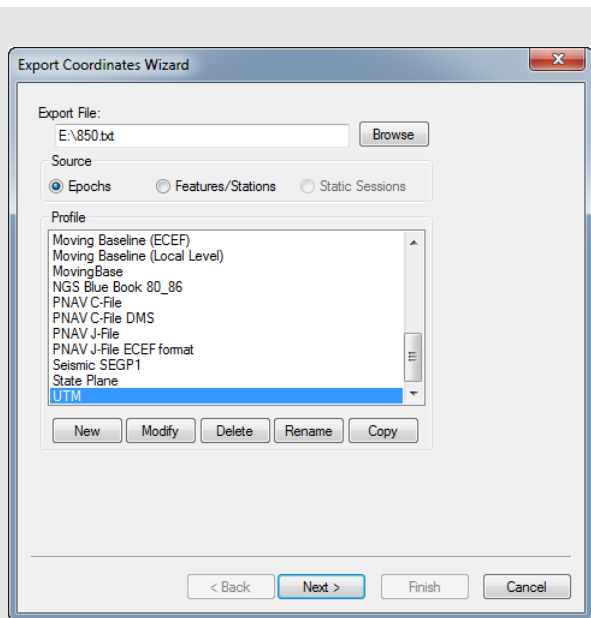 Export Coordinates Wizard
Export File:
E:\850.txt Browse
Source
Epochs Features/Stations Static Sessions
Profile
Moving Baseline (ECEF)
Moving Baseline (Local Level)
MovingBase
NGS Blue Book 80_86
PNAV C-File
PNAV C-File DMS
PNAV J-File
PNAV J-File ECEF format
Seismic SEGP1
State Plane
UTM
New Modify Delete Rename Copy
< Back Next > Finish Cancel